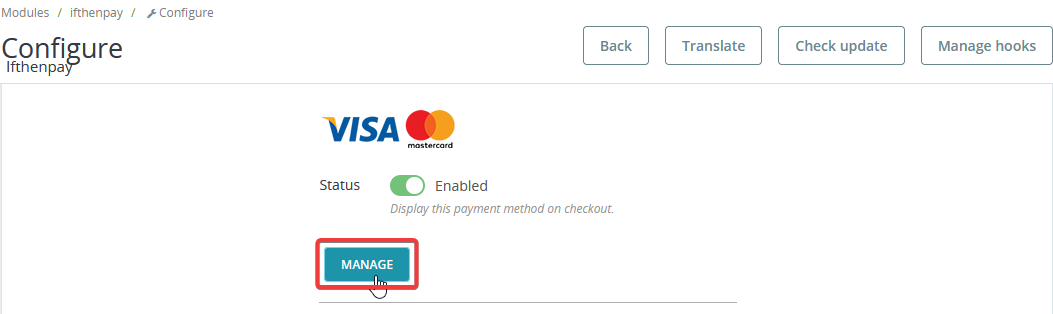 Modules / ifthenpay / Configure
Configure
Ifthenpay
Back
Translate
Check update
Manage hooks
VISA
mastercard
Status
Enabled
Display this payment method on checkout.
MANAGE